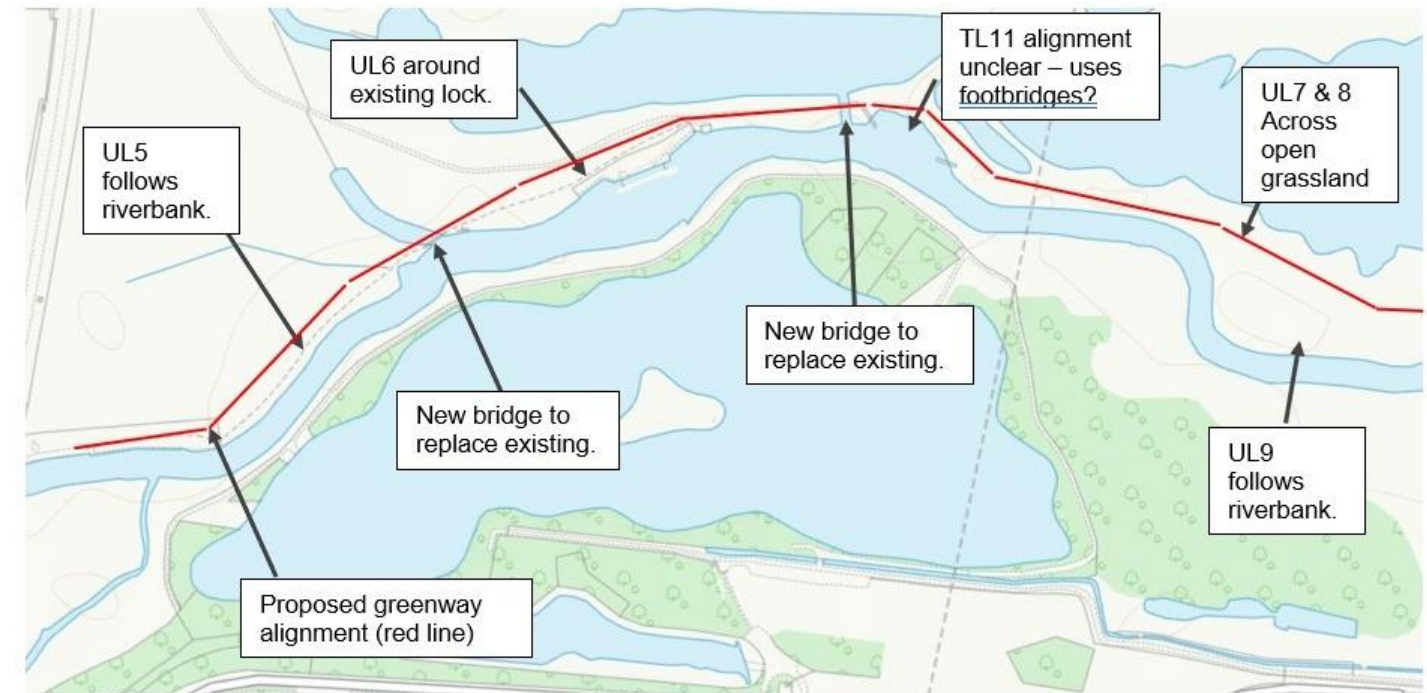 UL6 around
existing lock.
TL11 alignment
unclear – uses
footbridges?
UL7 & 8
Across
open
grassland
UL5
follows
riverbank.
New bridge to
replace existing.
New bridge to
replace existing.
UL9
follows
riverbank.
Proposed greenway
alignment (red line)